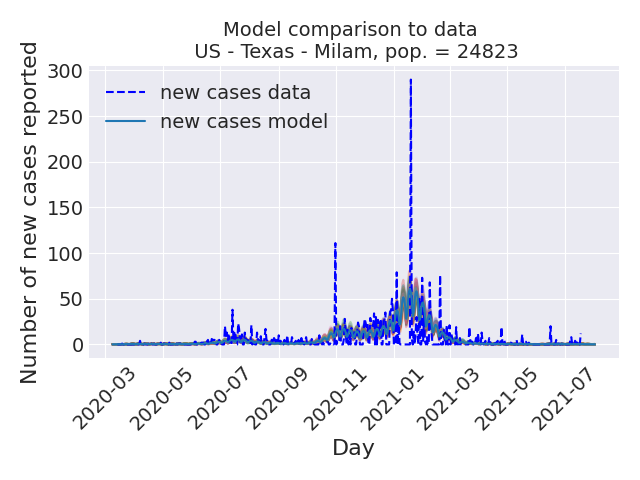 Model comparison to data
US - Texas - Milam, pop. = 24823
Number of new cases reported
300
250
200
150
100
50
0
new cases data
new cases model
2020-03
2020-05
2020-07
2020-09
2020-11
2021-01
2021-03
2021-05
2021-07
Day